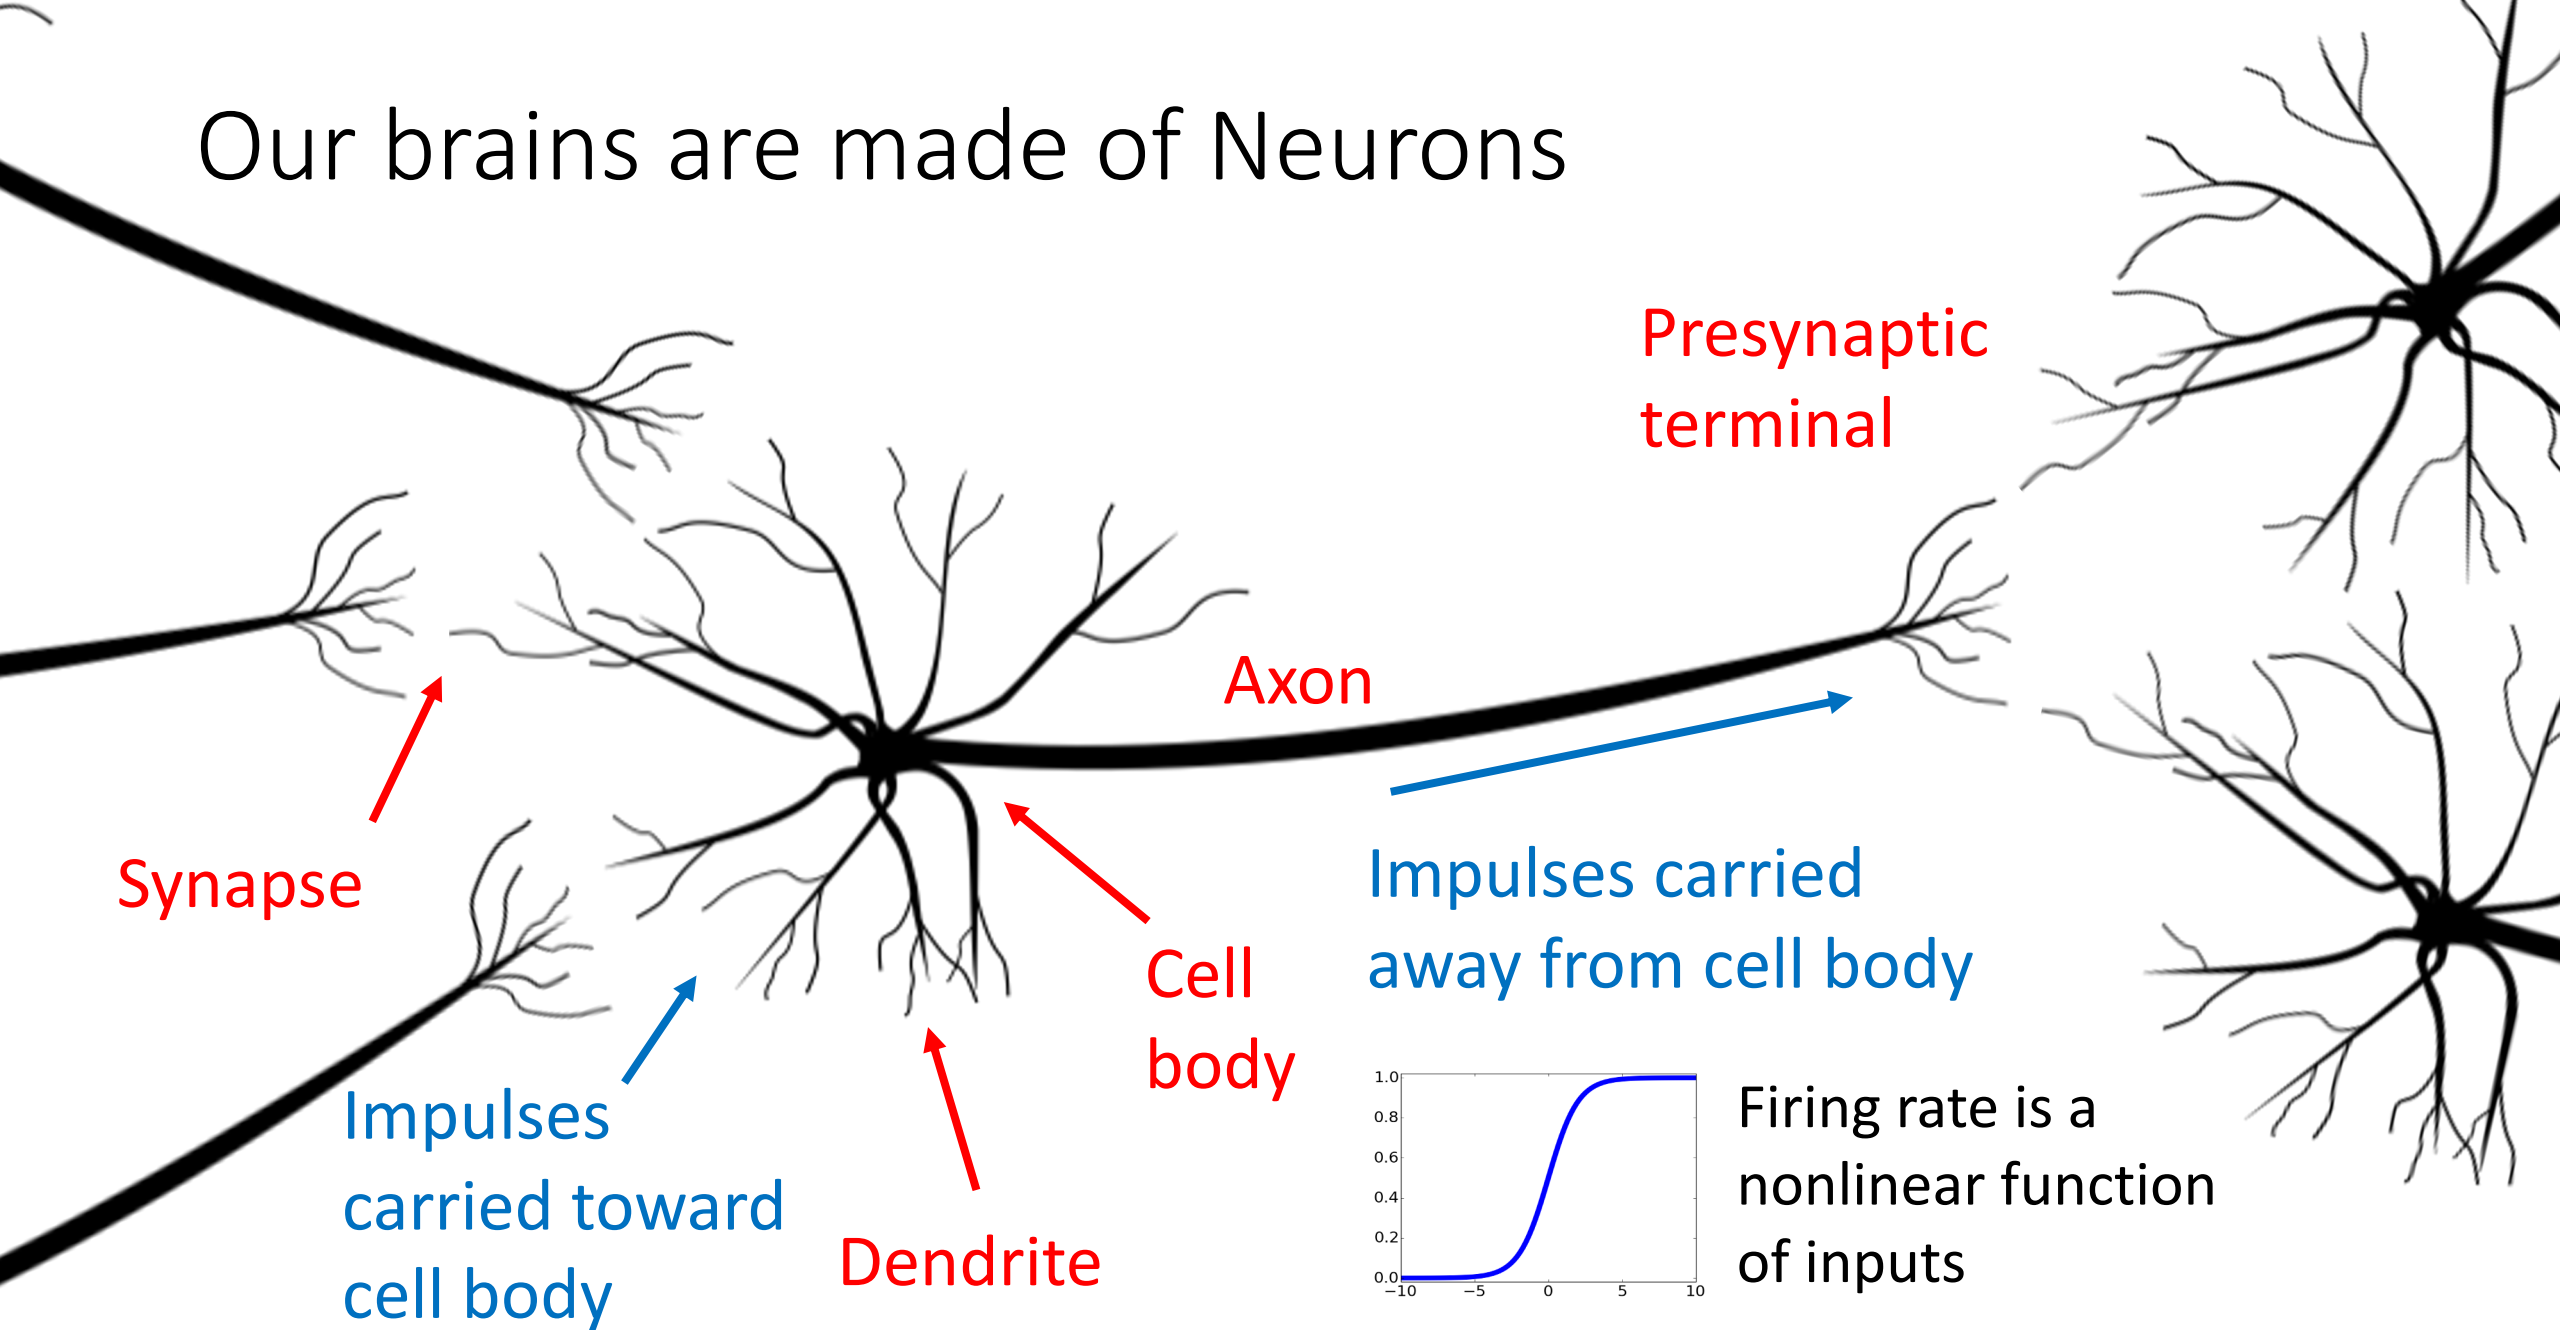 Our brains are made of Neurons
Presynaptic
terminal
Axon
Synapse
Impulses carried
away from cell body
Cell
body
Impulses
carried toward
cell body
Dendrite
1.0
0.8
0.6
0.4
0.2
0.0
−10 −5 0 5 10
Firing rate is a
nonlinear function
of inputs